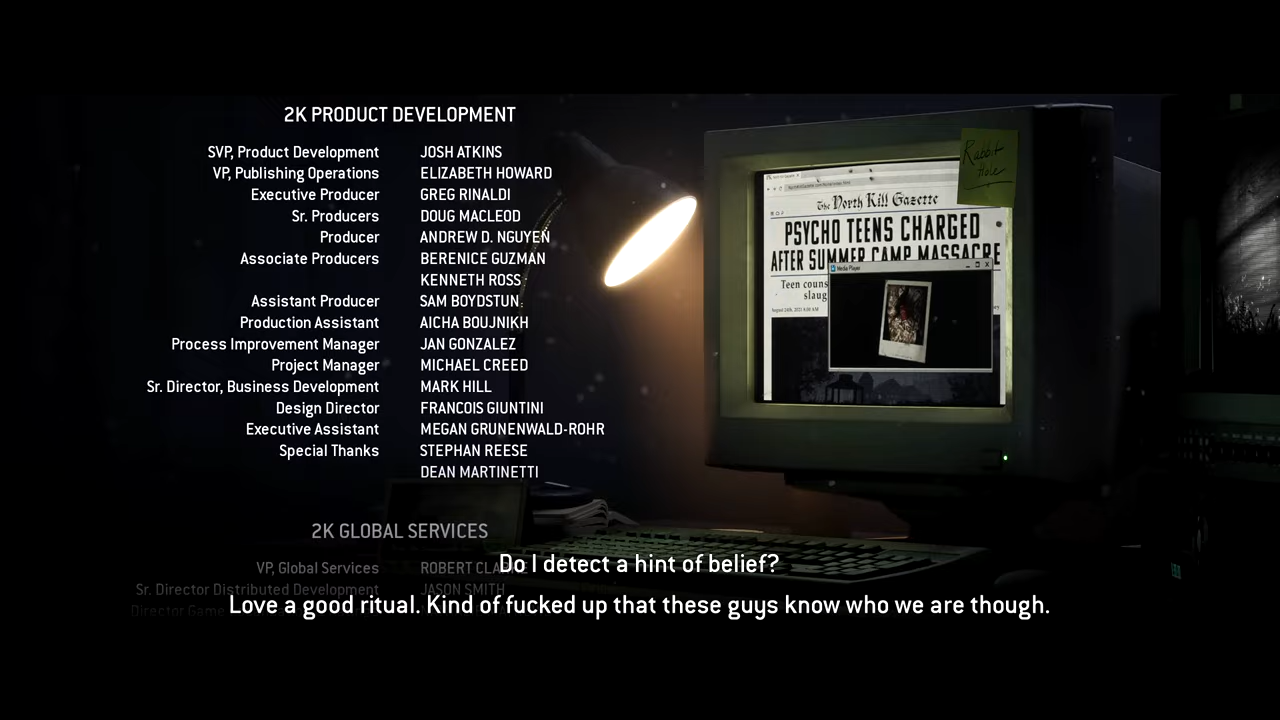 2K PRODUCT DEVELOPMENT
SVP, Product Development JOSH ATKINS
VP, Publishing Operations ELIZABETH HOWARD
Executive Producer GREG RINALDI
Sr. Producers DOUG MACLEOD
Producer ANDREW D. NGUYEN
Associate Producers BERENICE GUZMAN
KENNETH ROSS
Assistant Producer SAM BOYDSTUN
Production Assistant AICHA BOUJNIKH
Process Improvement Manager JAN GONZALEZ
Project Manager MICHAEL CREED
Sr. Director, Business Development MARK HILL
Design Director FRANCOIS GIUNTINI
Executive Assistant MEGAN GRUNENWALD-ROHR
Special Thanks STEPHAN REESE
DEAN MARTINETTI
2K GLOBAL SERVICES
VP, Global Services ROBERT
Sr. Director Distributed Development JASON SMITH
Director
Rabbit
Hole
The North Kill Gazette
PSYCHO TEENS CHARGED
AFTER SUMMER CAMP MASSACRE
Teen
Media Player
Do I detect a hint of belief?
Love a good ritual. Kind of fucked up that these guys know who we are though.